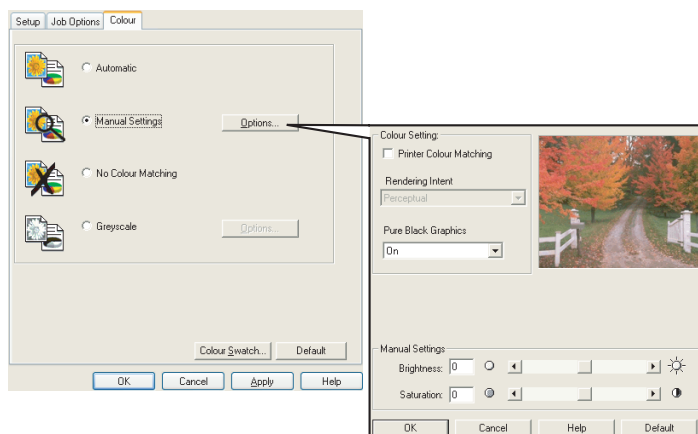 Setup Job Options Colour
Automatic
Manual Settings Options...
No Colour Matching
Greyscale Options...
Colour Swatch... Default
OK Cancel Apply Help
Colour Setting:
Printer Colour Matching
Rendering Intent
Perceptual
Pure Black Graphics
On
Manual Settings
Brightness: 0
Saturation: 0
OK Cancel Help Default